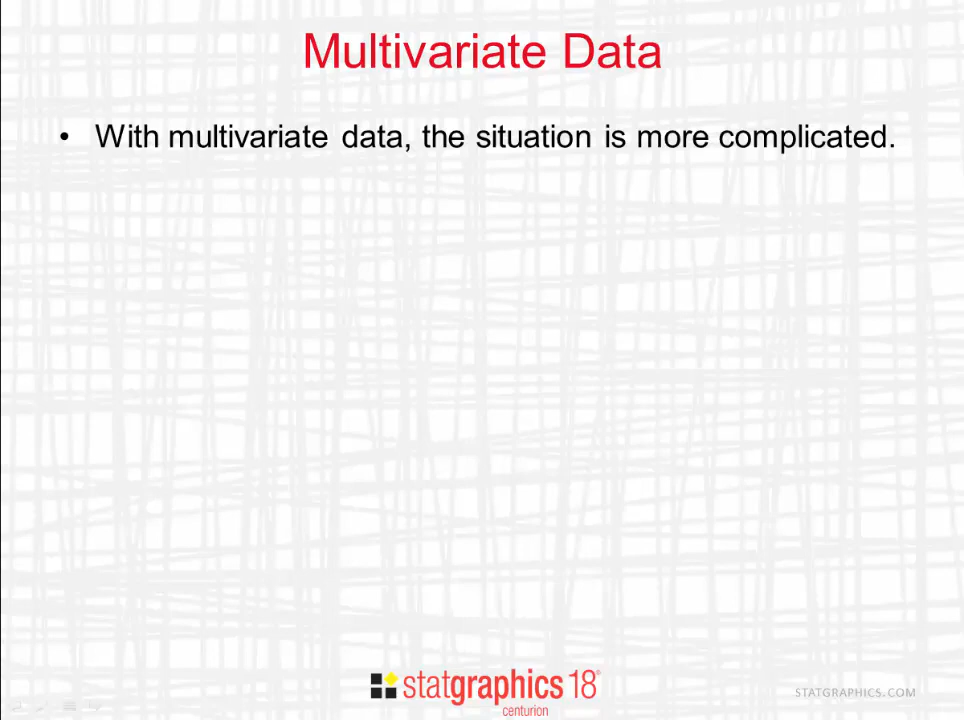 Multivariate Data
• With multivariate data, the situation is more complicated.
statgraphics 18®
centurion
STATGRAPHICS.COM